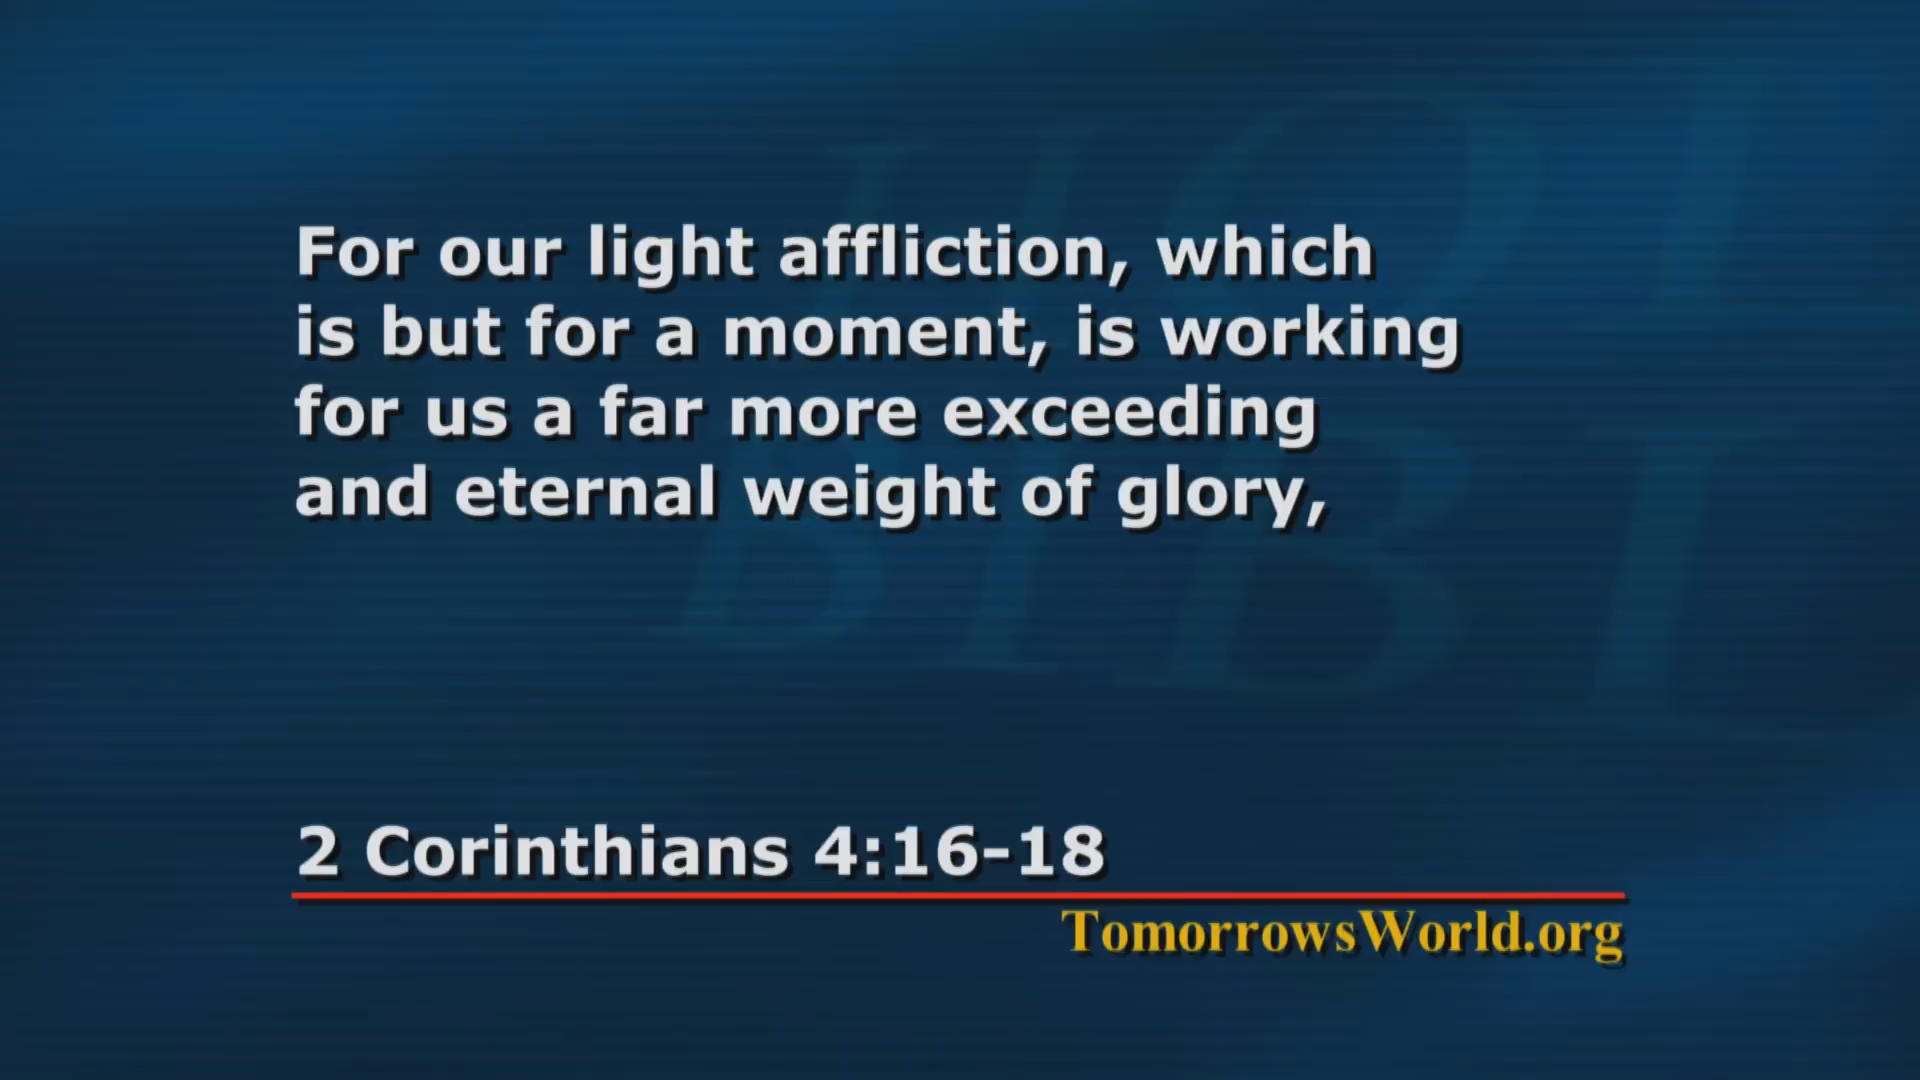 For our light affliction, which
is but for a moment, is working
for us a far more exceeding
and eternal weight of glory,
2 Corinthians 4:16-18
TomorrowsWorld.org